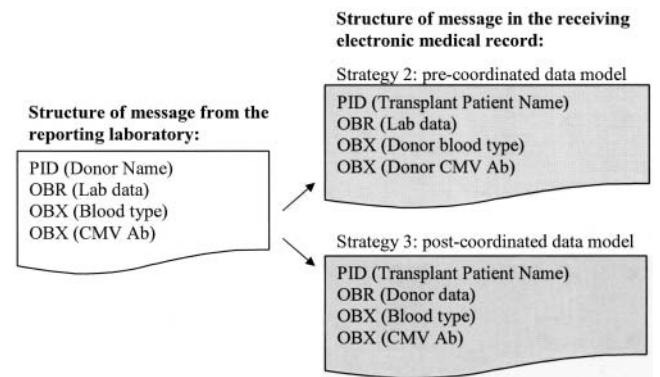 Structure of message in the receiving
electronic medical record:
Strategy 2: pre-coordinated data model
PID (Transplant Patient Name)
OBR (Lab data)
OBX (Donor blood type)
OBX (Donor CMV Ab)
Structure of message from the
reporting laboratory:
PID (Donor Name)
OBR (Lab data)
OBX (Blood type)
OBX (CMV Ab)
Strategy 3: post-coordinated data model
PID (Transplant Patient Name)
OBR (Donor data)
OBX (Blood type)
OBX (CMV Ab)